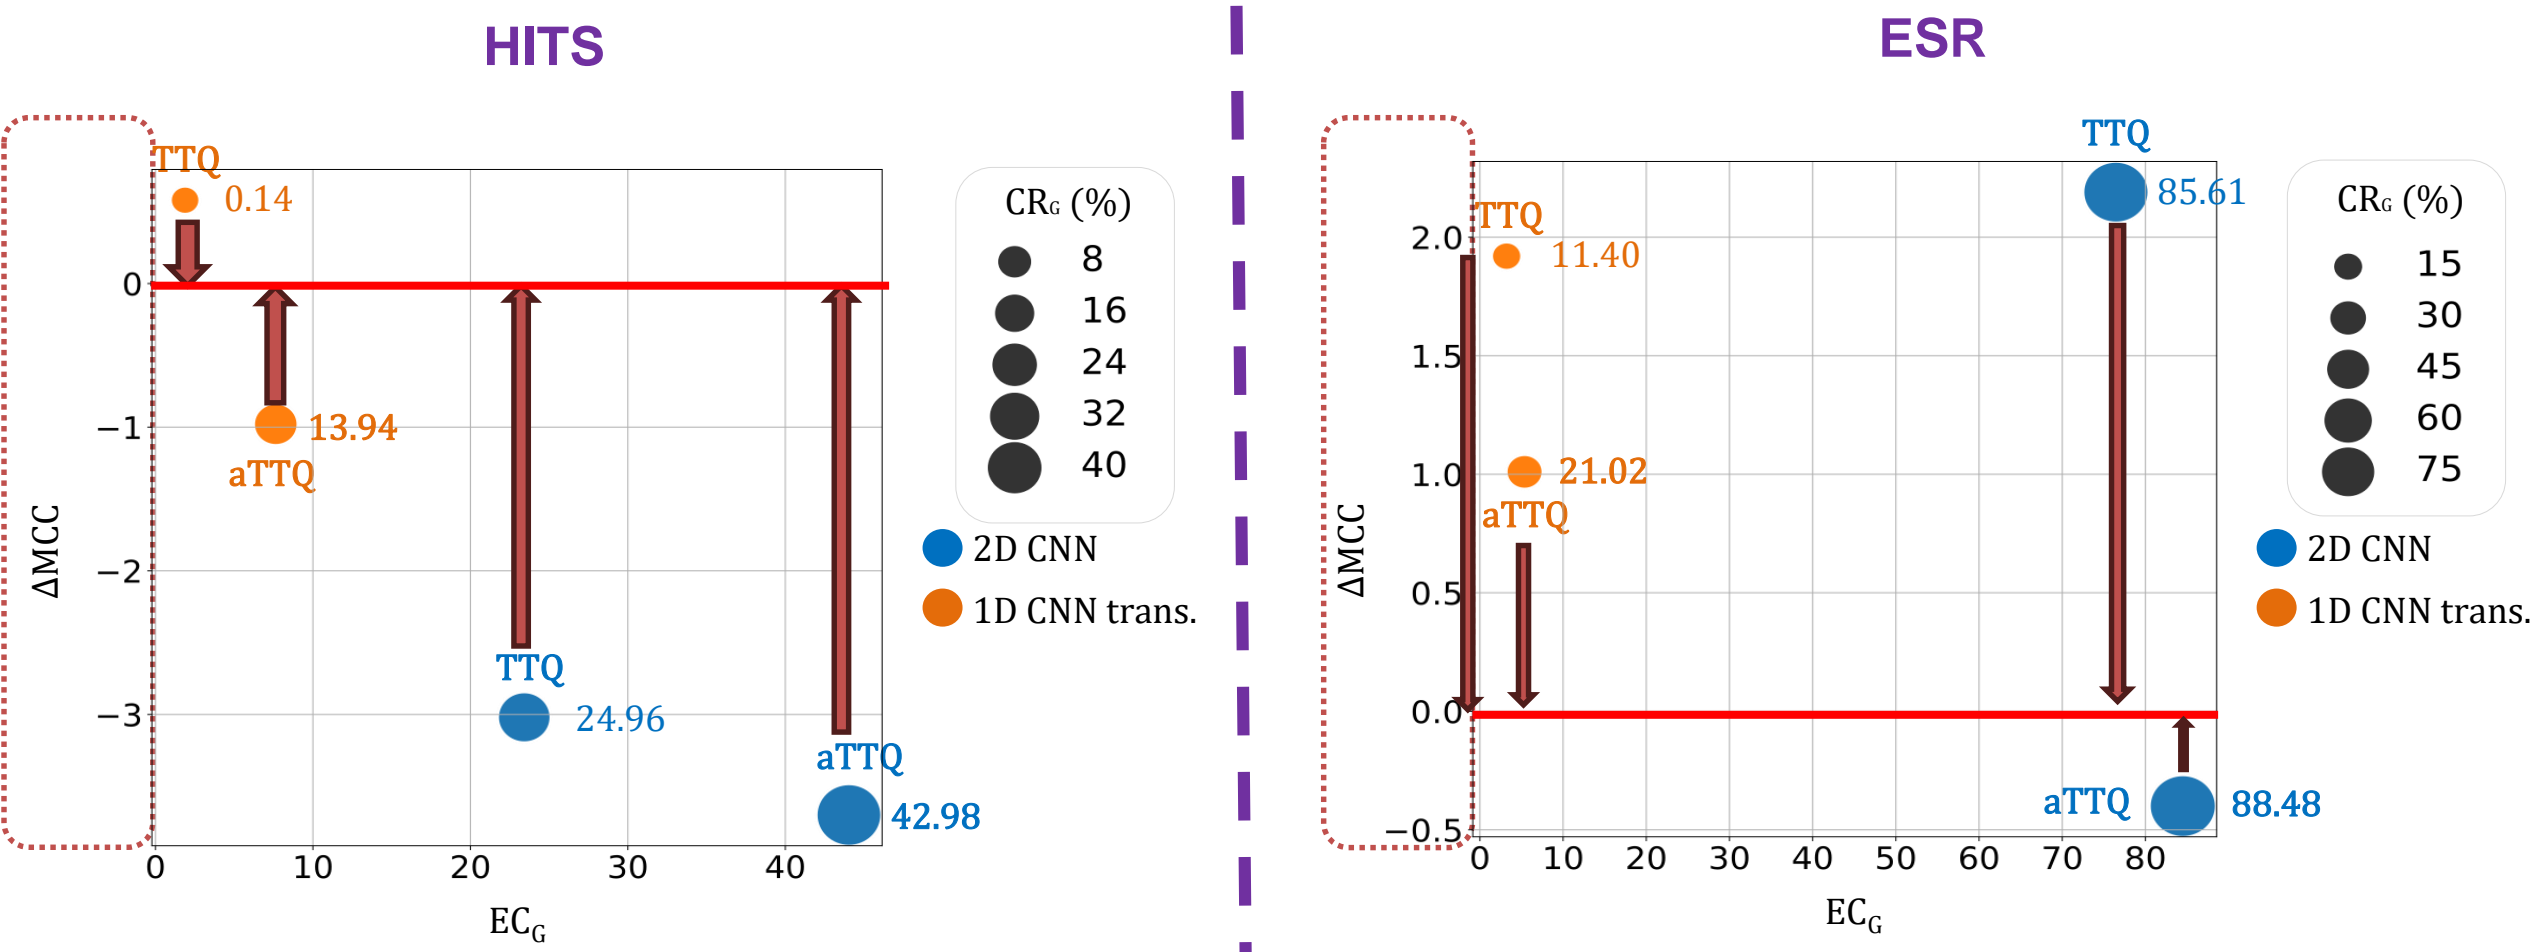 HITS
TTQ
0.14
0
−1
−2
−3
13.94
aTTQ
TTQ
24.96
aTTQ
42.98
ΔMCC
0 10 20 30 40
EC_G
CR_G (%)
8
16
24
32
40
2D CNN
1D CNN trans.
ESR
TTQ
85.61
TTQ
11.40
2.0
1.5
1.0
0.5
0.0
−0.5
21.02
aTTQ
aTTQ
88.48
ΔMCC
0 10 20 30 40 50 60 70 80
EC_G
CR_G (%)
15
30
45
60
75
2D CNN
1D CNN trans.